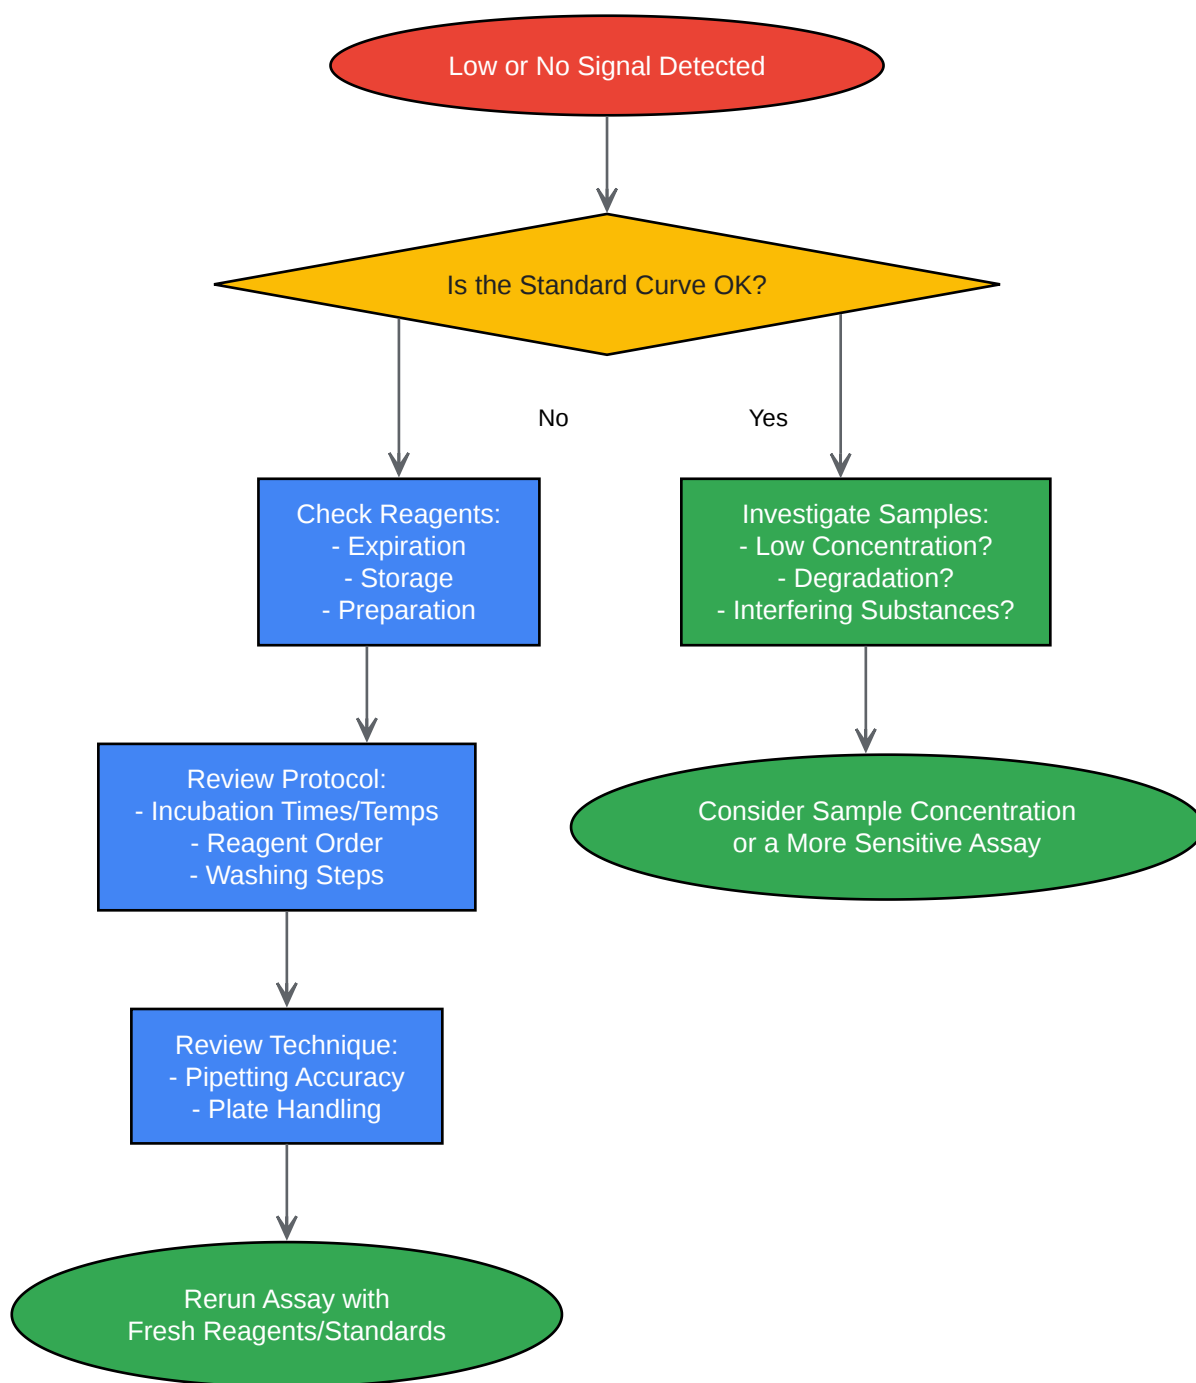 Low or No Signal Detected
Is the Standard Curve OK?
No
Yes
Check Reagents:
- Expiration
- Storage
- Preparation
Investigate Samples:
- Low Concentration?
- Degradation?
- Interfering Substances?
Review Protocol:
- Incubation Times/Temps
- Reagent Order
- Washing Steps
Consider Sample Concentration
or a More Sensitive Assay
Review Technique:
- Pipetting Accuracy
- Plate Handling
Rerun Assay with
Fresh Reagents/Standards